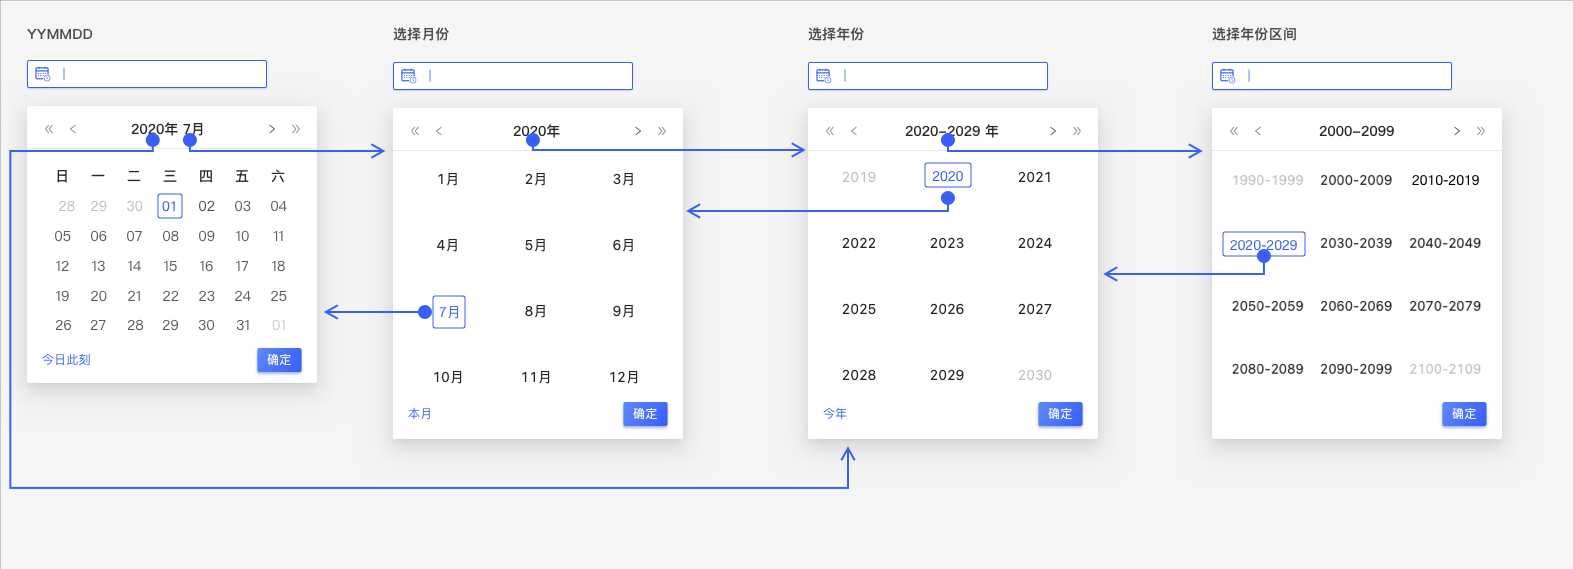 YYMMDD
« < 2020年 7月 > »
日 一 二 三 四 五 六
28 29 30 01 02 03 04
05 06 07 08 09 10 11
12 13 14 15 16 17 18
19 20 21 22 23 24 25
26 27 28 29 30 31 01
今日此刻 确定
选择月份
« < 2020年 > »
1月 2月 3月
4月 5月 6月
7月 8月 9月
10月 11月 12月
本月 确定
选择年份
« < 2020-2029 年 > »
2019 2020 2021
2022 2023 2024
2025 2026 2027
2028 2029 2030
今年 确定
选择年份区间
« < 2000-2099 > »
1990-1999 2000-2009 2010-2019
2020-2029 2030-2039 2040-2049
2050-2059 2060-2069 2070-2079
2080-2089 2090-2099 2100-2109
确定